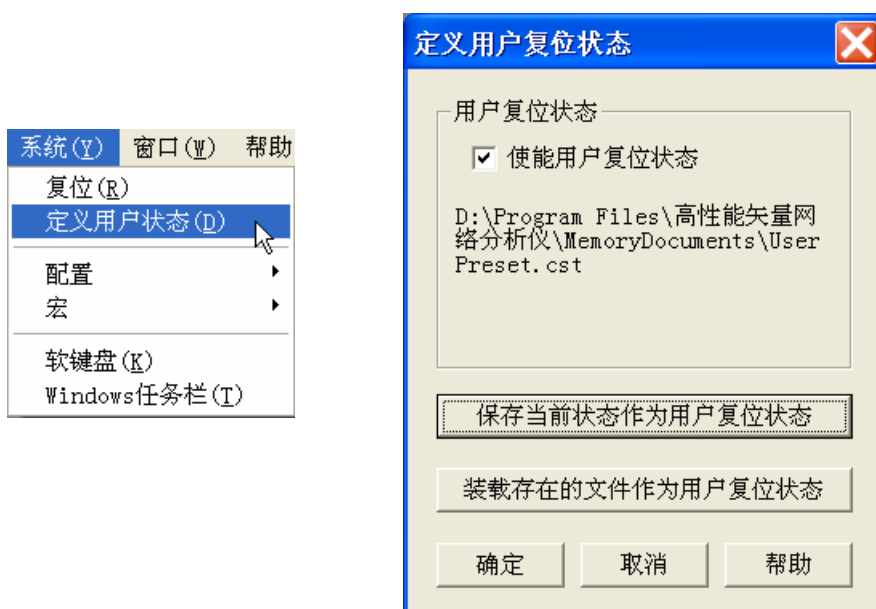 系统(Y) 窗口(W) 帮助
复位(R)
定义用户状态(D)
配置
宏
软键盘(K)
Windows任务栏(T)
定义用户复位状态
用户复位状态
使能用户复位状态
D:\Program Files\高性能矢量网
络分析仪\MemoryDocuments\User
Preset.cst
保存当前状态作为用户复位状态
装载存在的文件作为用户复位状态
确定 取消 帮助